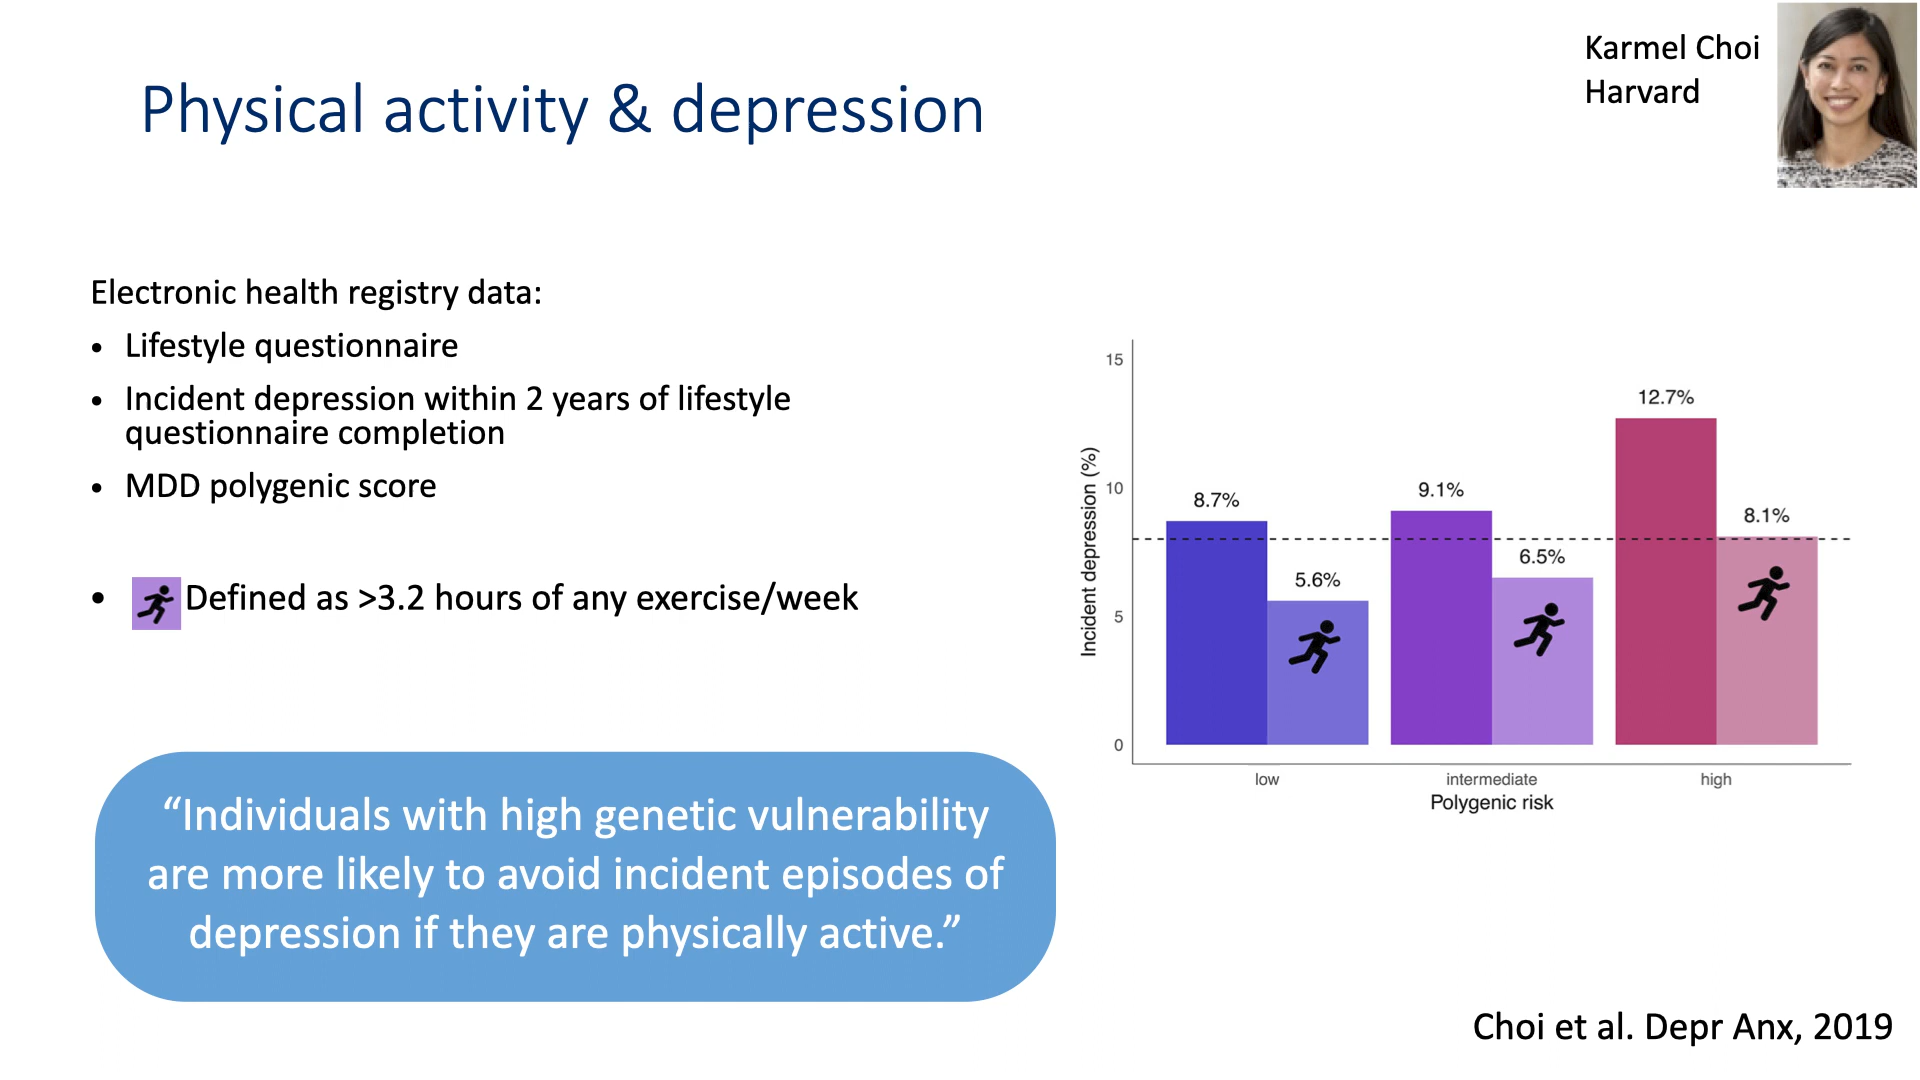 Karmel Choi
Harvard
Physical activity & depression
Electronic health registry data:
• Lifestyle questionnaire
• Incident depression within 2 years of lifestyle
questionnaire completion
• MDD polygenic score
• Defined as >3.2 hours of any exercise/week
“Individuals with high genetic vulnerability
are more likely to avoid incident episodes of
depression if they are physically active.”
Incident depression (%)
15
10
5
0
8.7%
5.6%
9.1%
6.5%
12.7%
8.1%
low
intermediate
high
Polygenic risk
Choi et al. Depr Anx, 2019